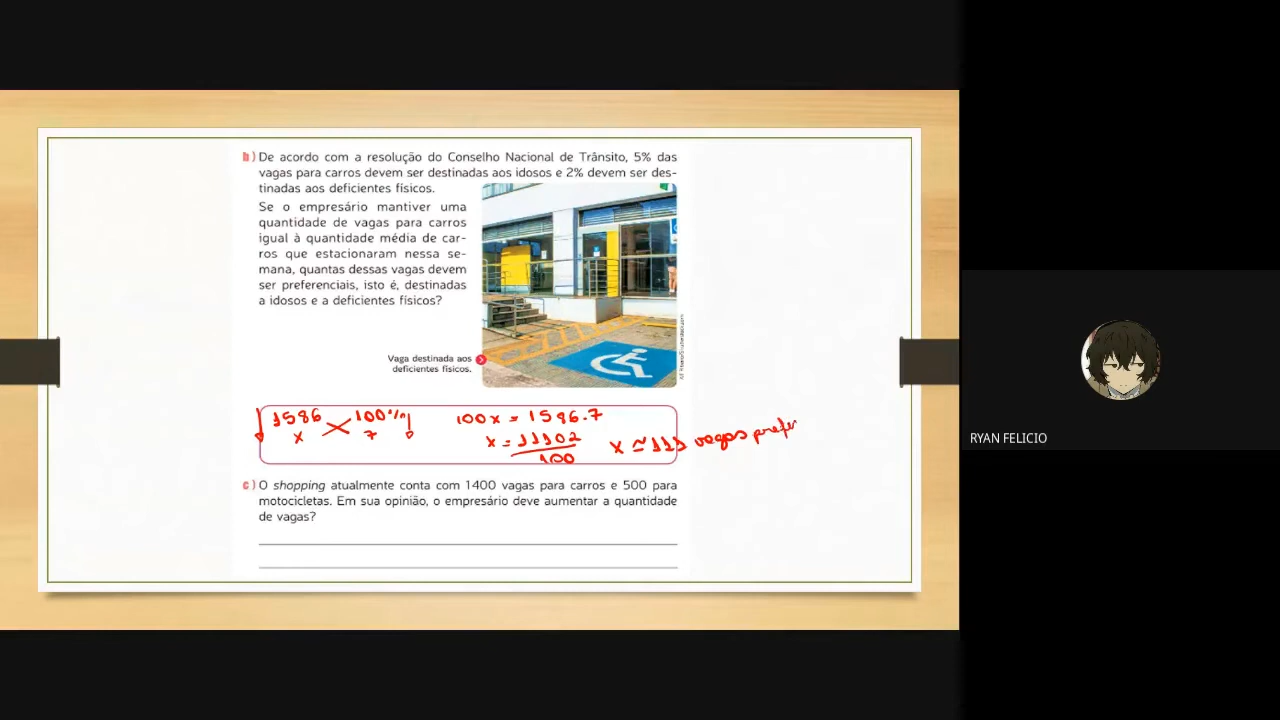 b) De acordo com a resolução do Conselho Nacional de Trânsito, 5% das
vagas para carros devem ser destinadas aos idosos e 2% devem ser des-
tinadas aos deficientes físicos.
Se o empresário mantiver uma
quantidade de vagas para carros
igual à quantidade média de car-
ros que estacionaram nessa se-
mana, quantas dessas vagas devem
ser preferenciais, isto é, destinadas
a idosos e a deficientes físicos?
Vaga destinada aos
deficientes físicos.
1586 100%
x 7
100x = 1586.7
x = 11102
100
x ≅ 111 vagas prefer
c) O shopping atualmente conta com 1400 vagas para carros e 500 para
motocicletas. Em sua opinião, o empresário deve aumentar a quantidade
de vagas?
RYAN FELICIO